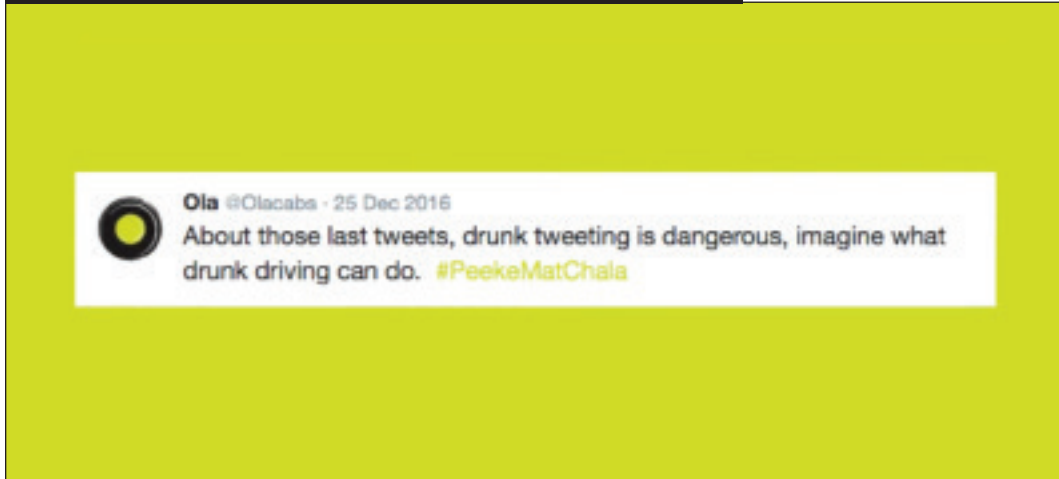 Ola @Olacabs · 25 Dec 2016
About those last tweets, drunk tweeting is dangerous, imagine what
drunk driving can do. #PeekeMatChala